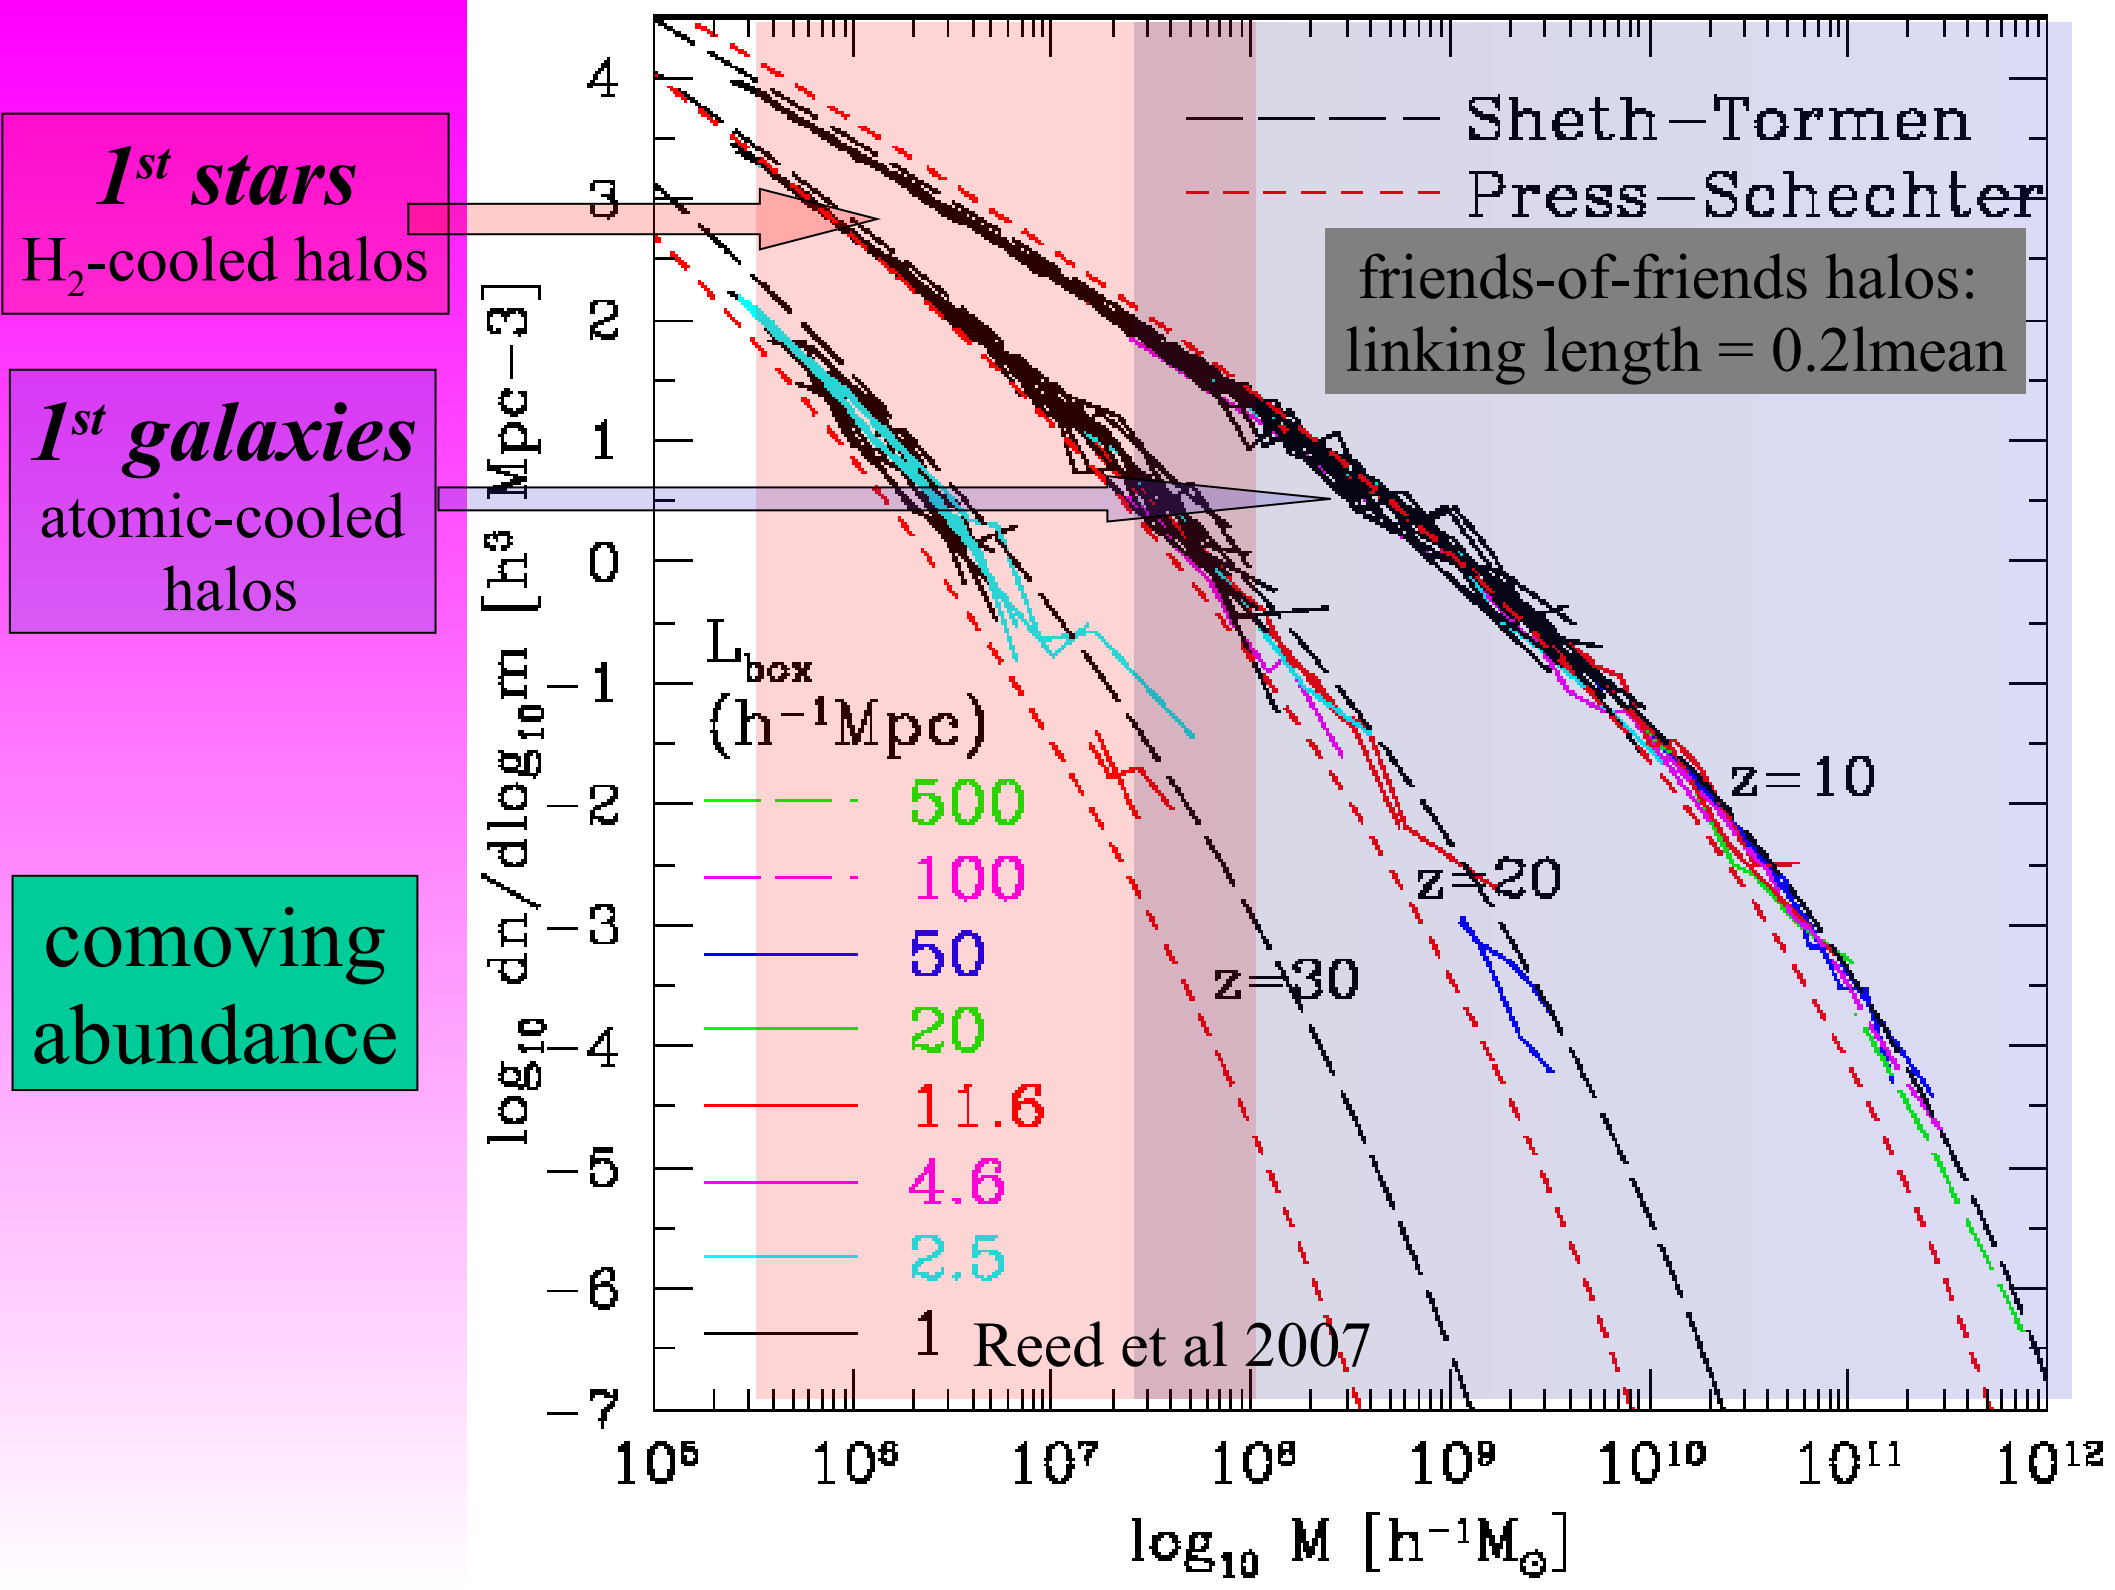 1st stars
H2-cooled halos
1st galaxies
atomic-cooled
halos
comoving
abundance
log10 dn/dlog10m [h3 Mpc-3]
4
3
2
1
0
-1
-2
-3
-4
-5
-6
-7
Sheth-Tormen
Press-Schechter
friends-of-friends halos:
linking length = 0.2lmean
Lbox
(h-1Mpc)
500
100
50
20
11.6
4.6
2.5
1
z=10
z=20
z=30
Reed et al 2007
105 106 107 108 109 1010 1011 1012
log10 M [h-1M⊙]